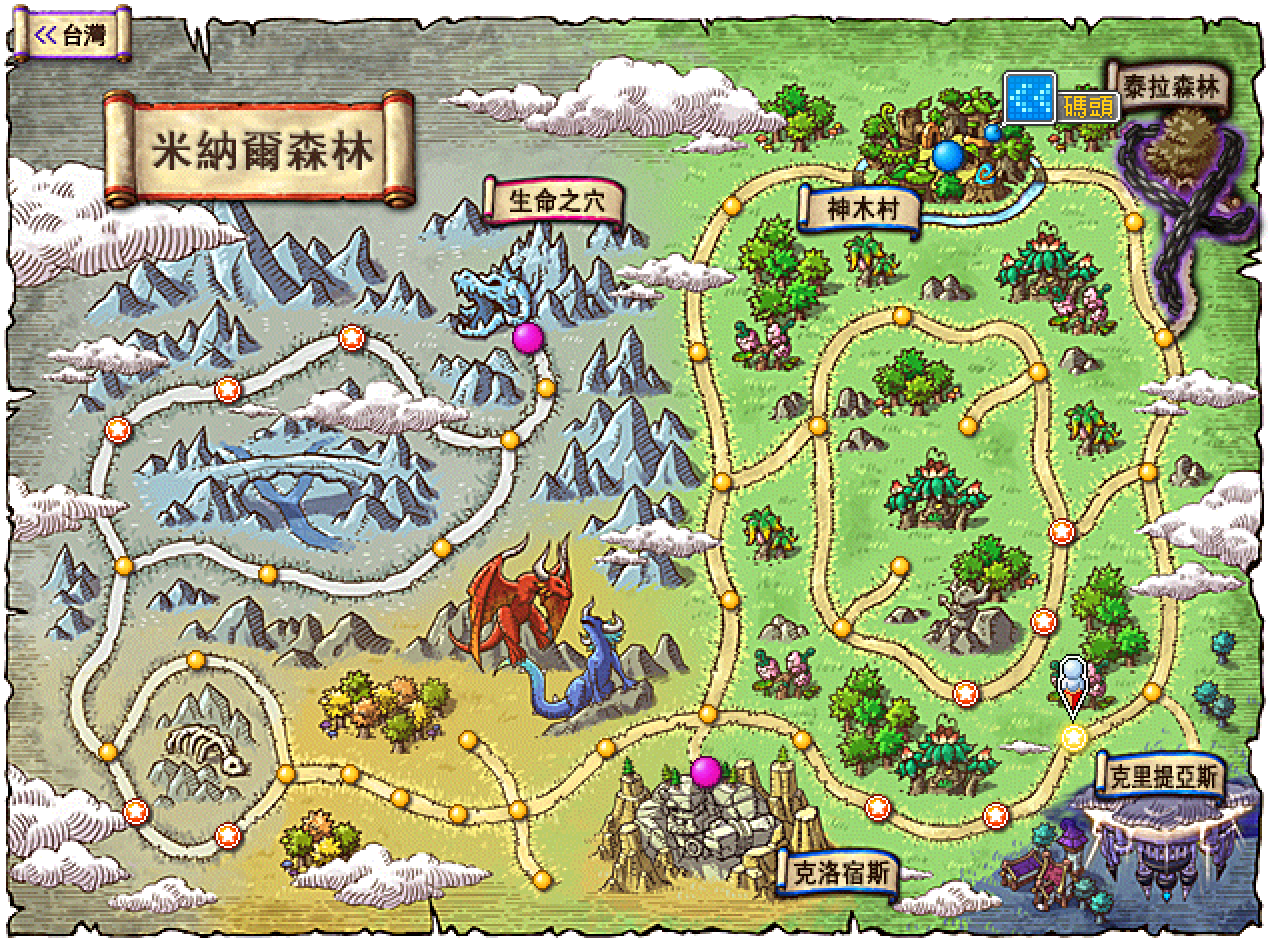 台灣
米納爾森林
碼頭
泰拉森林
生命之穴
神木村
克里提亞斯
克洛宿斯